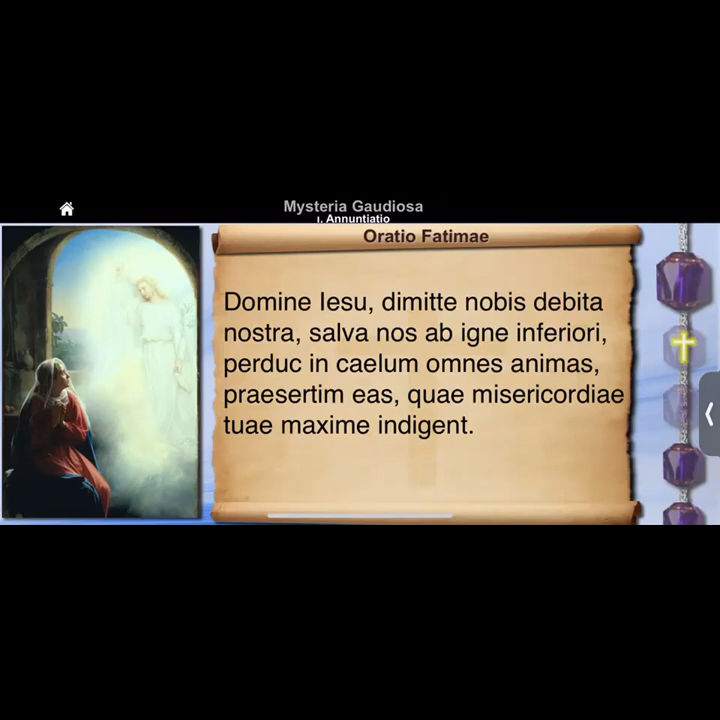 Mysteria Gaudiosa
I. Annuntiatio
Oratio Fatimae
Domine Iesu, dimitte nobis debita
nostra, salva nos ab igne inferiori,
perduc in caelum omnes animas,
praesertim eas, quae misericordiae
tuae maxime indigent.